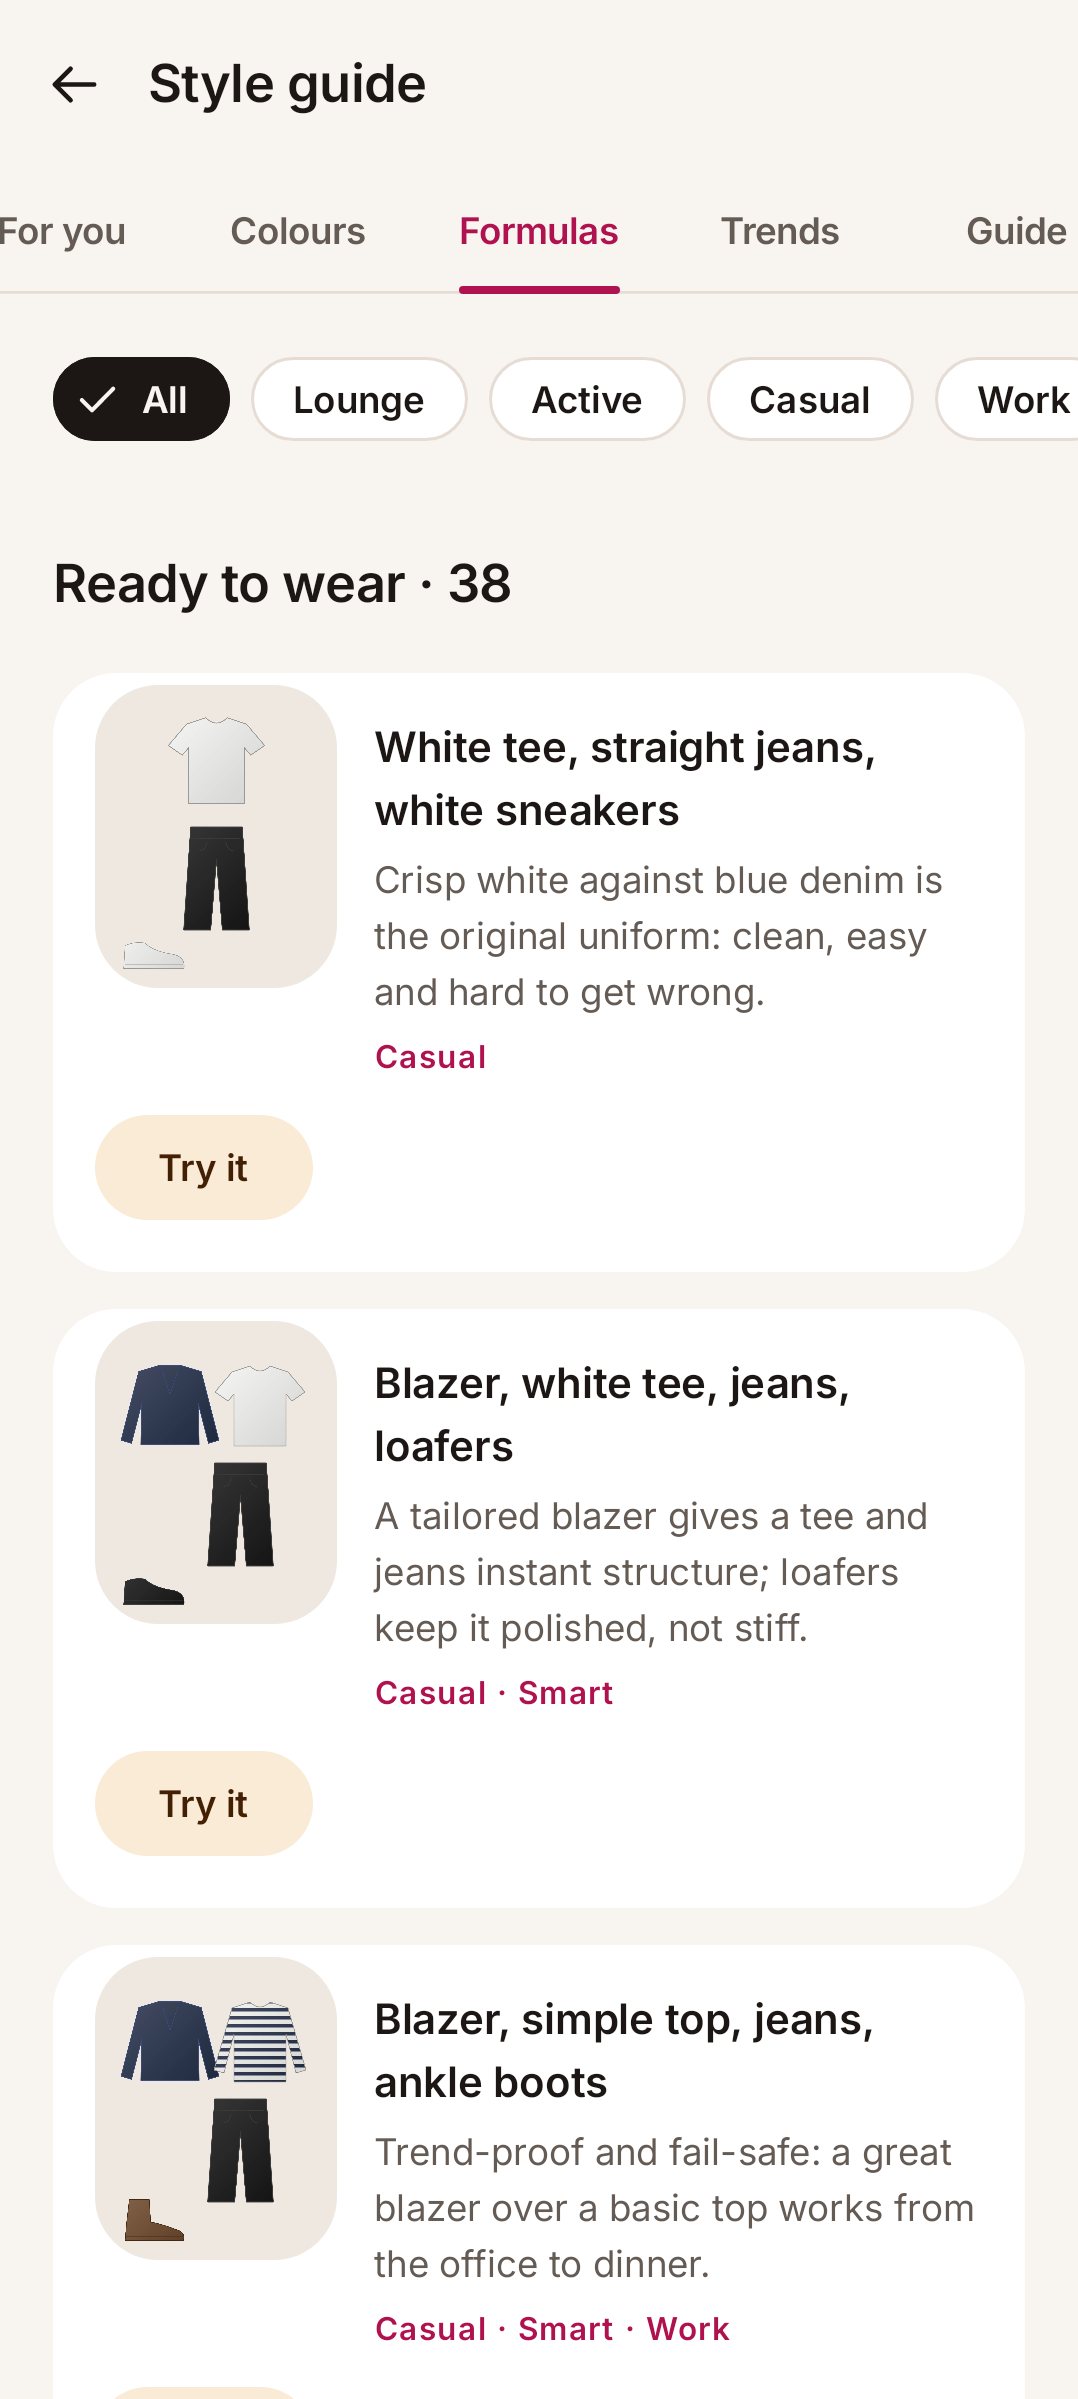 Style guide
For you
Colours
Formulas
Trends
Guide
All
Lounge
Active
Casual
Work
Ready to wear · 38
White tee, straight jeans,
white sneakers
Crisp white against blue denim is
the original uniform: clean, easy
and hard to get wrong.
Casual
Try it
Blazer, white tee, jeans,
loafers
A tailored blazer gives a tee and
jeans instant structure; loafers
keep it polished, not stiff.
Casual · Smart
Try it
Blazer, simple top, jeans,
ankle boots
Trend-proof and fail-safe: a great
blazer over a basic top works from
the office to dinner.
Casual · Smart · Work